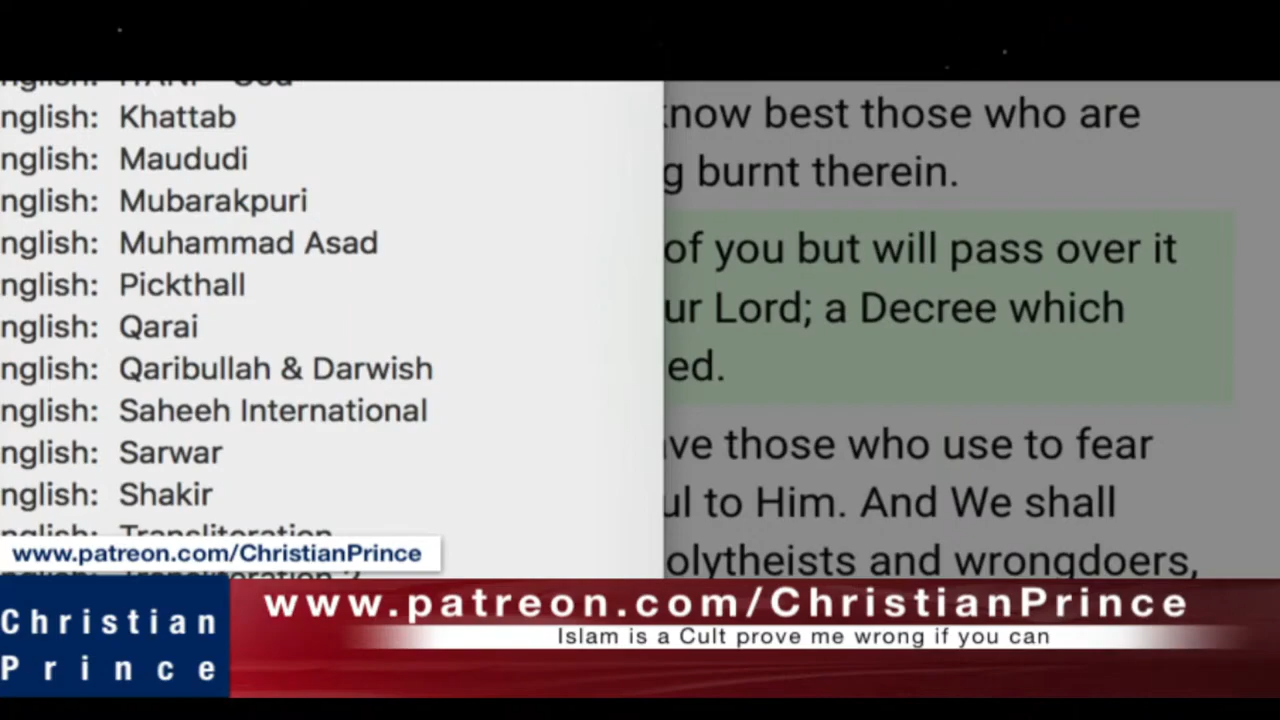 nglish: Khattab
nglish: Maududi
nglish: Mubarakpuri
nglish: Muhammad Asad
nglish: Pickthall
nglish: Qarai
nglish: Qaribullah & Darwish
nglish: Saheeh International
nglish: Sarwar
nglish: Shakir
nglish: Transliteration
know best those who are
g burnt therein.
of you but will pass over it
ur Lord; a Decree which
ed.
ve those who use to fear
ul to Him. And We shall
olytheists and wrongdoers,
www.patreon.com/ChristianPrince
Christian
Prince
www.patreon.com/ChristianPrince
Islam is a Cult prove me wrong if you can